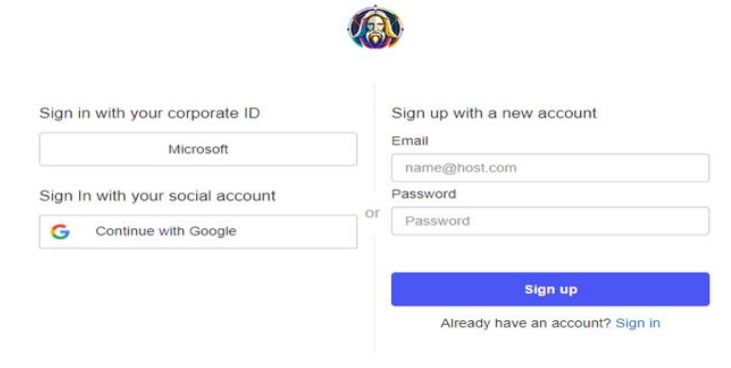 Sign in with your corporate ID
Microsoft
Sign In with your social account
Continue with Google
or
Sign up with a new account
Email
name@host.com
Password
Password
Sign up
Already have an account? Sign in